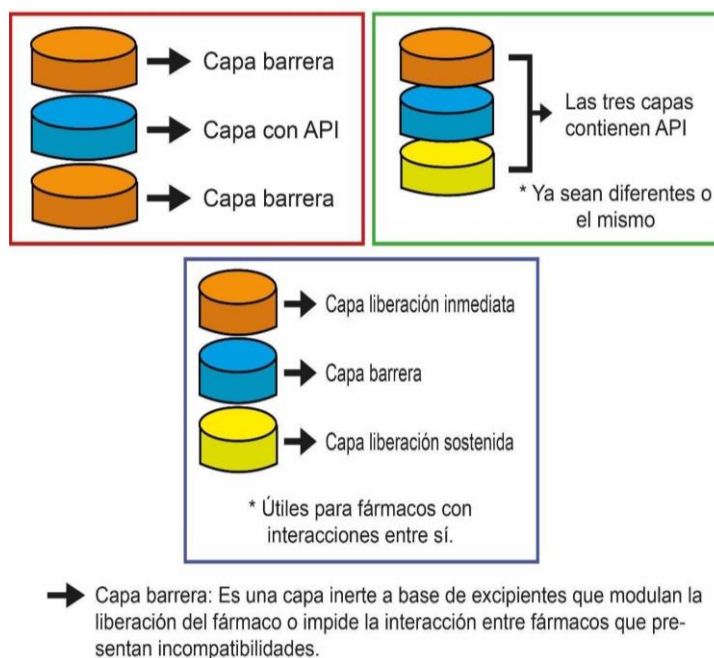 Capa barrera
Capa con API
Capa barrera
Las tres capas
contienen API
* Ya sean diferentes o
el mismo
Capa liberación inmediata
Capa barrera
Capa liberación sostenida
* Útiles para fármacos con
interacciones entre sí.
Capa barrera: Es una capa inerte a base de excipientes que modulan la
liberación del fármaco o impide la interacción entre fármacos que pre-
sentan incompatibilidades.